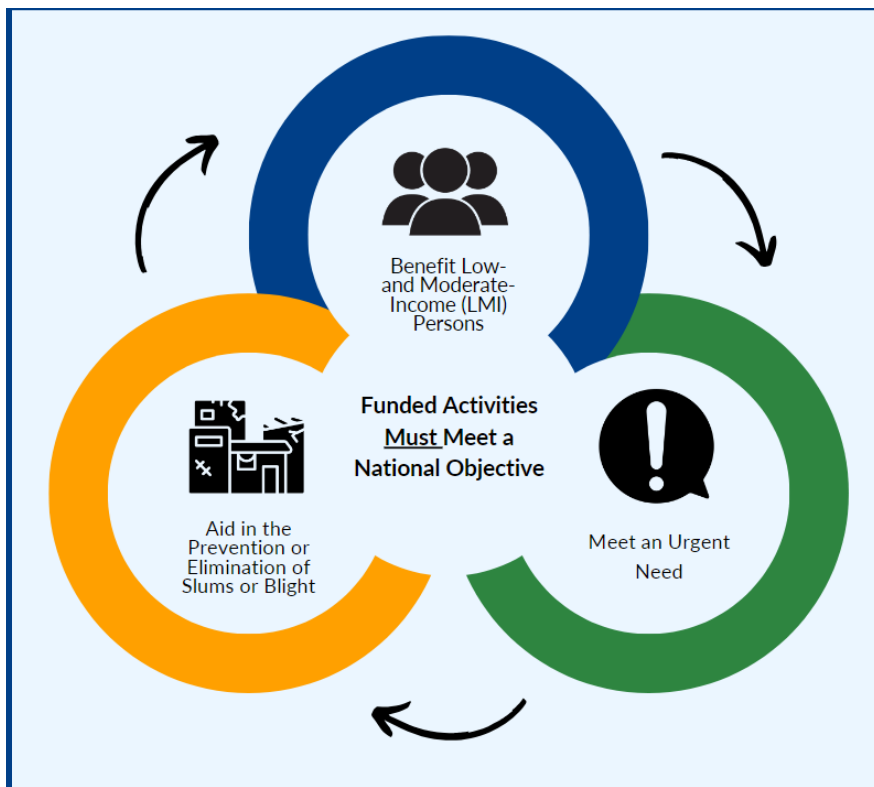 Benefit Low-
and Moderate-
Income (LMI)
Persons
Funded Activities
Must Meet a
National Objective
Aid in the
Prevention or
Elimination of
Slums or Blight
Meet an Urgent
Need